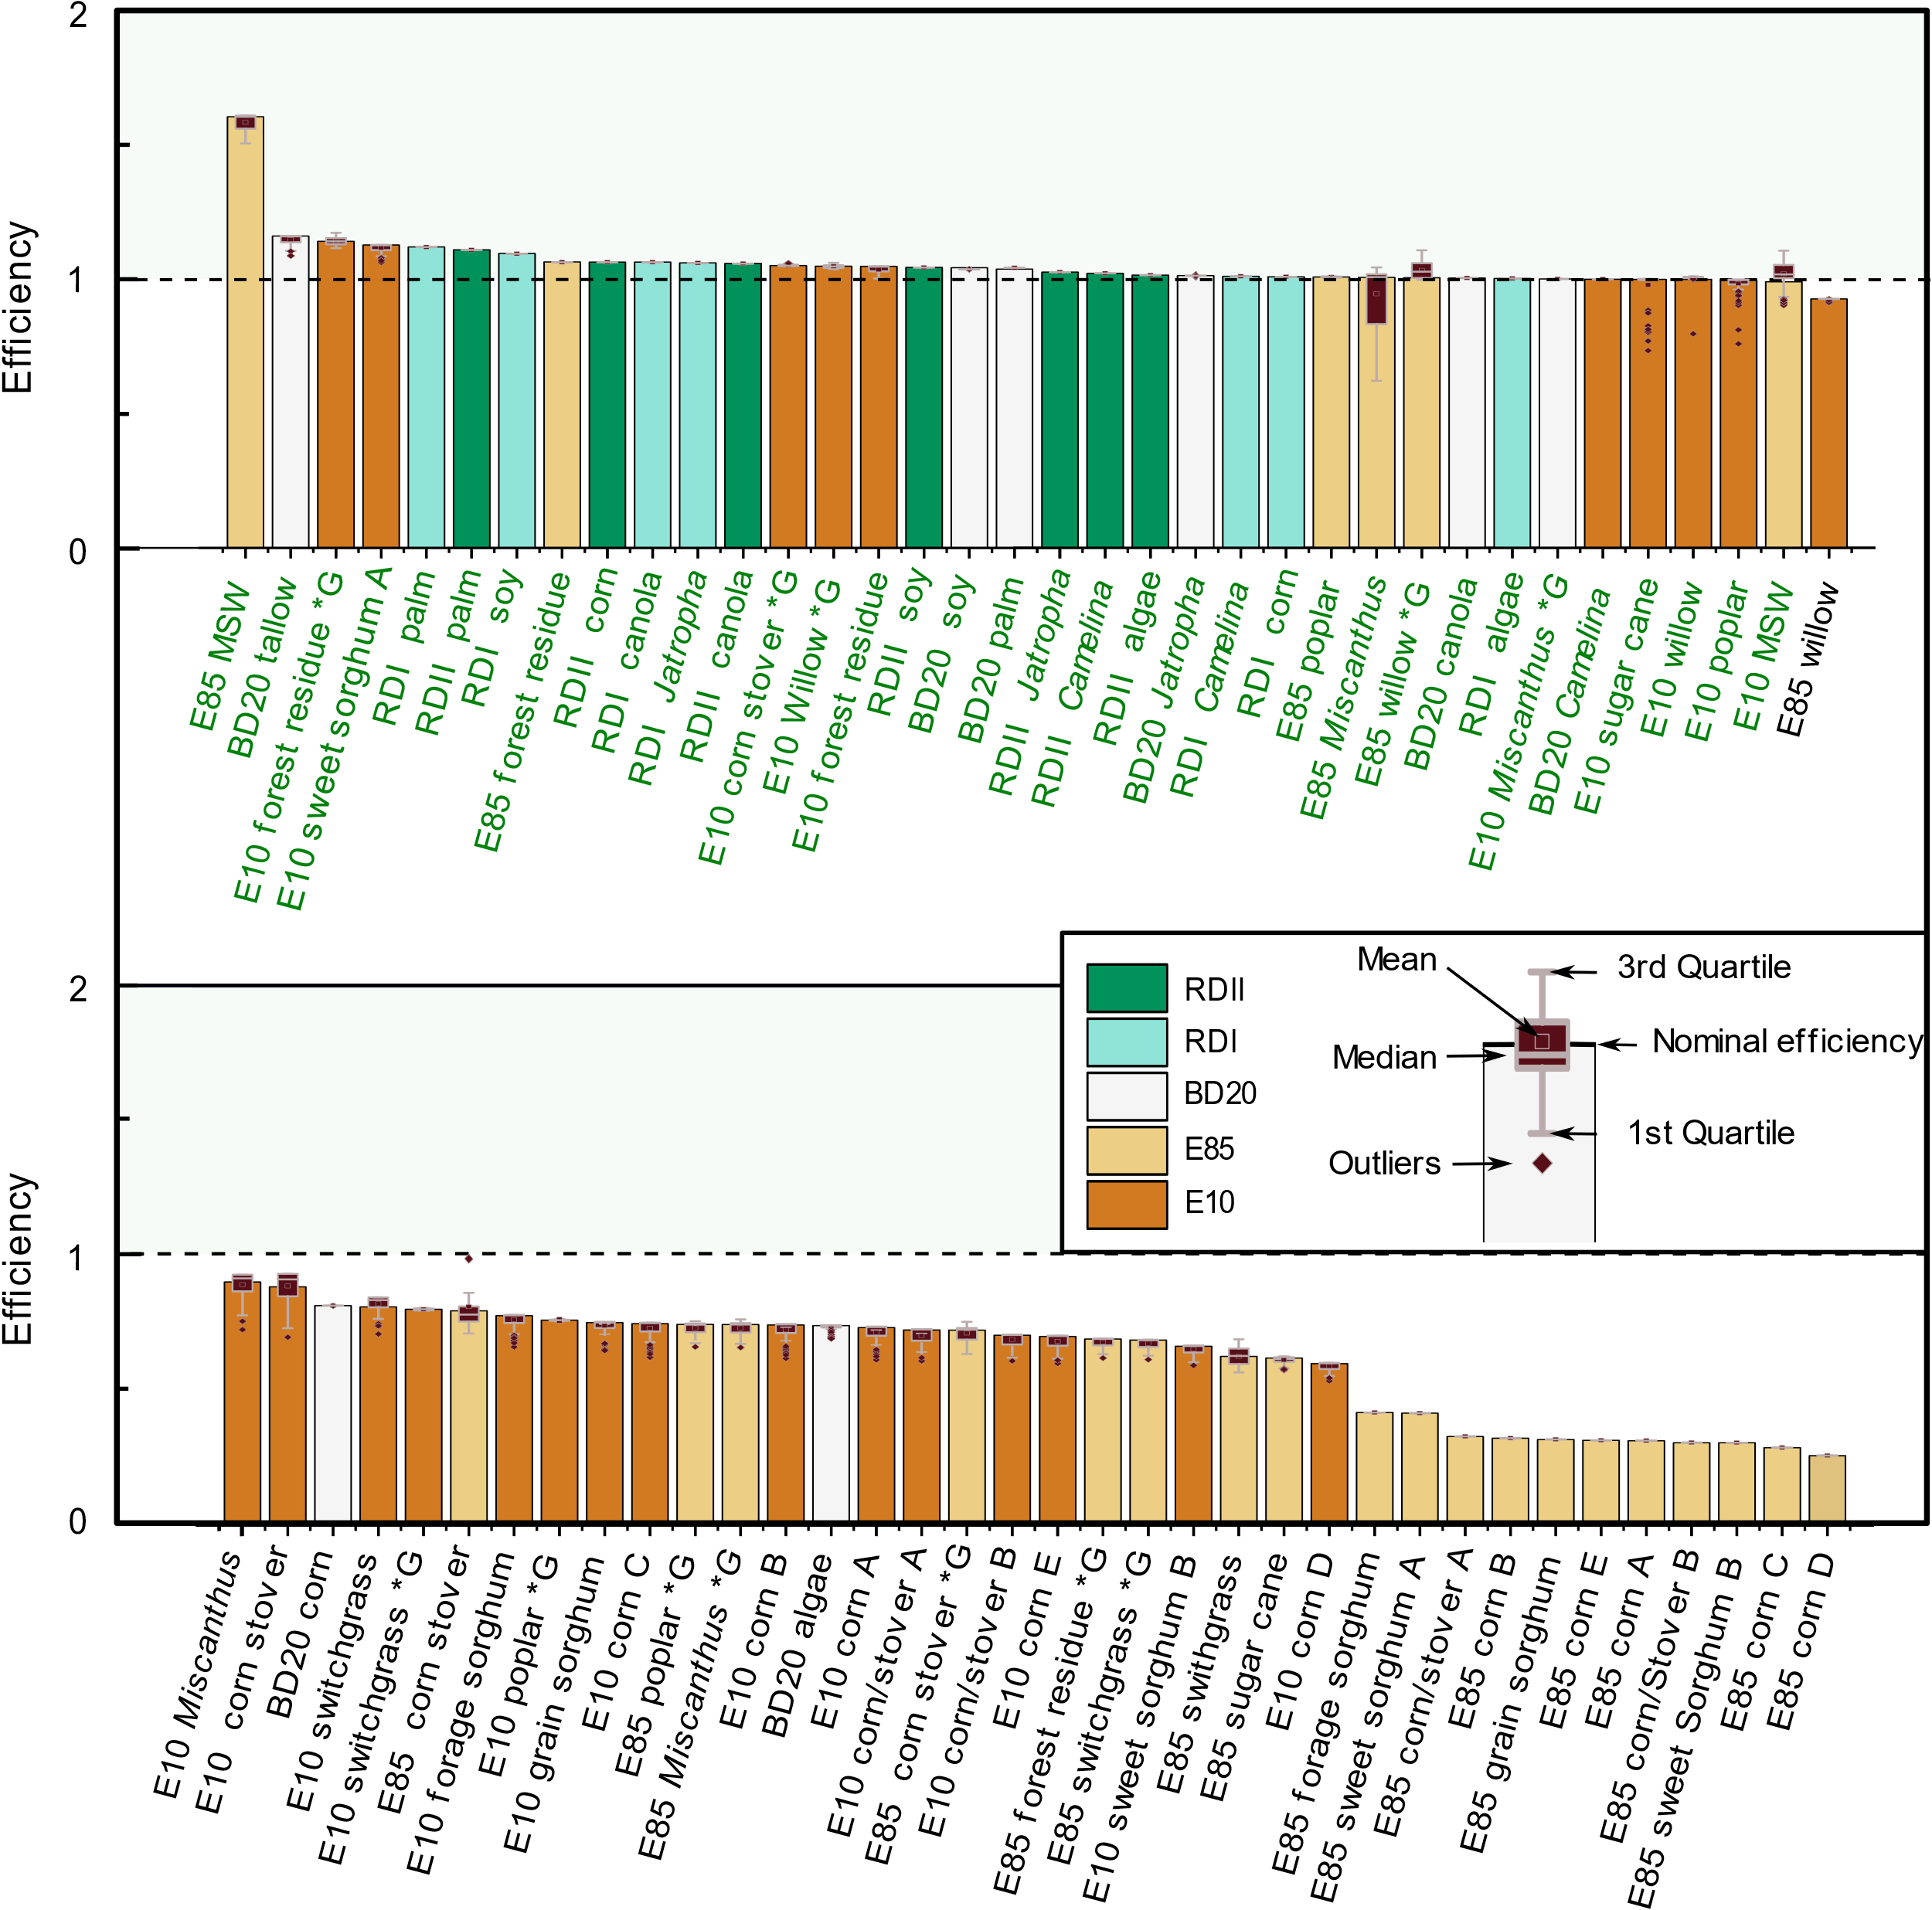 2
Efficiency
1
0
E85 MSW
BD20 tallow
E10 forest residue *G
E10 sweet sorghum A
RDI palm
RDII palm
RDI soy
E85 forest residue
RDII corn
RDI canola
RDI Jatropha
RDII canola
E10 corn stover *G
E10 Willow *G
E10 forest residue
RDII soy
BD20 soy
BD20 palm
RDII Jatropha
RDII Camelina
RDII algae
BD20 Jatropha
RDI Camelina
RDI corn
E85 poplar
E85 Miscanthus
E85 willow *G
BD20 canola
RDI algae
E10 Miscanthus *G
BD20 Camelina
E10 sugar cane
E10 willow
E10 poplar
E10 MSW
E85 willow
RDII
RDI
BD20
E85
E10
Mean
3rd Quartile
Nominal efficiency
Median
1st Quartile
Outliers
2
Efficiency
1
0
E10 Miscanthus
E10 corn stover
BD20 corn
E10 switchgrass
E10 switchgrass *G
E85 corn stover
E10 forage sorghum
E10 poplar *G
E10 grain sorghum
E10 corn C
E85 poplar *G
E85 Miscanthus *G
E10 corn B
BD20 algae
E10 corn A
E10 corn/stover A
E85 corn stover *G
E10 corn/stover B
E10 corn E
E85 forest residue *G
E85 switchgrass *G
E10 sweet sorghum B
E85 withgrass
E85 sugar cane
E10 corn D
E85 forage sorghum
E85 sweet sorghum A
E85 corn/stover A
E85 corn B
E85 grain sorghum
E85 corn E
E85 corn A
E85 corn/Stover B
E85 sweet Sorghum B
E85 corn C
E85 corn D